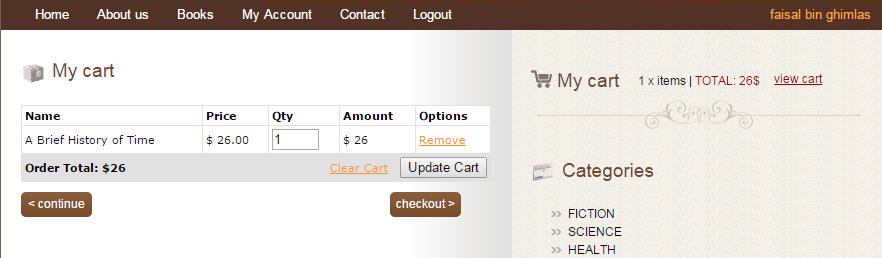 Home About us Books My Account Contact Logout faisal bin ghimlas
My cart
Name Price Qty Amount Options
A Brief History of Time $ 26.00 1 $ 26 Remove
Order Total: $26 Clear Cart Update Cart
< continue checkout >
My cart 1 x items | TOTAL: 26$ view cart
Categories
FICTION
SCIENCE
HEALTH